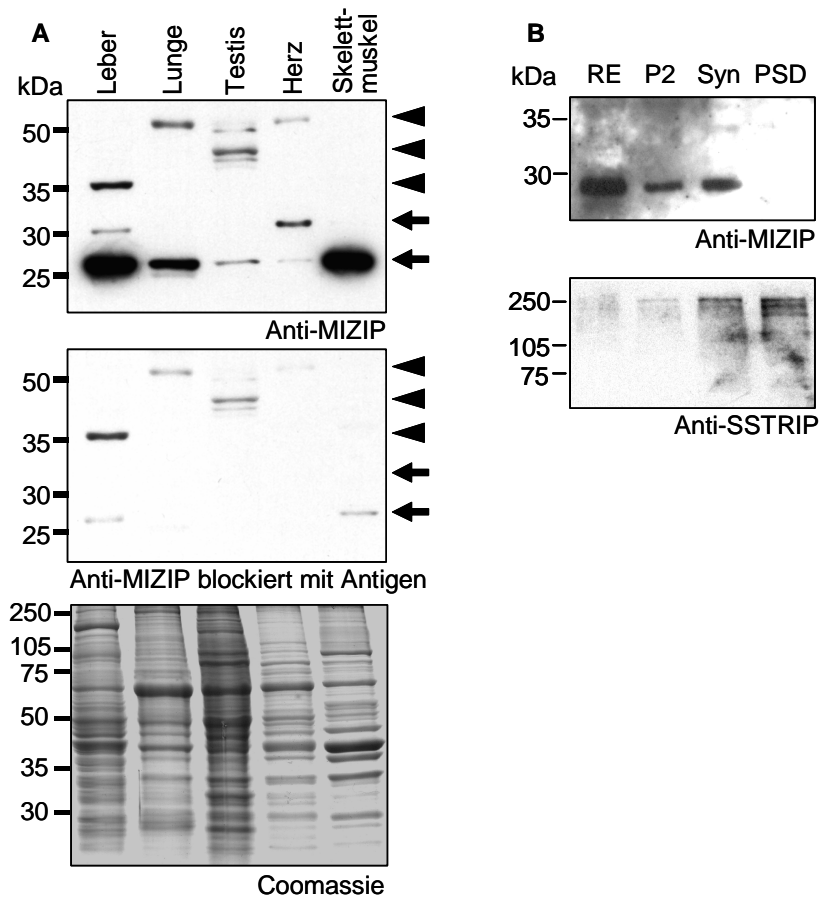 A
Leber
Lunge
Testis
Herz
Skelett-
muskel
kDa
50
35
30
25
Anti-MIZIP
50
35
30
25
Anti-MIZIP blockiert mit Antigen
250
105
75
50
35
30
Coomassie
B
kDa
RE P2 Syn PSD
35
30
Anti-MIZIP
250
105
75
Anti-SSTRIP